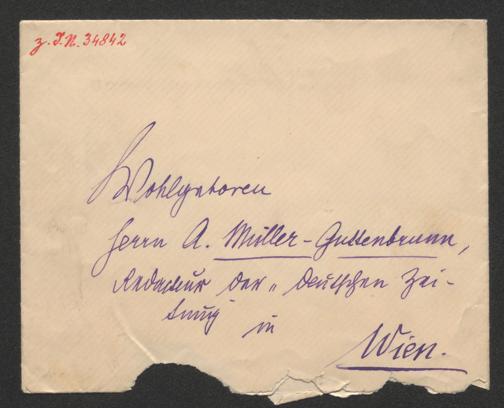 z. I.N. 34842
Wohlgeboren
Herrn A. Müller-Guttenbrunn,
Redacteur der „Deutschen Zei-
tung"
in
Wien.